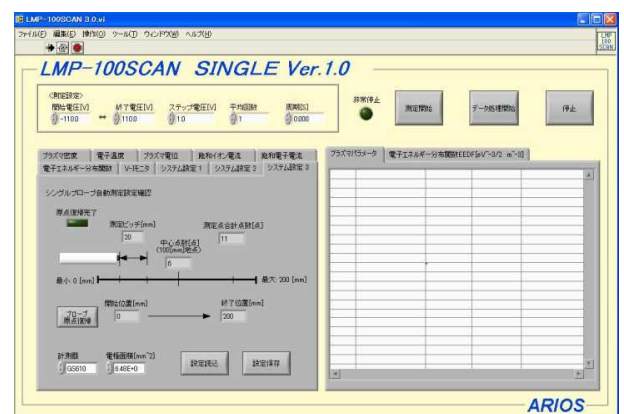 LMP-100SCAN 3.0.vi
ファイル(F) 編集(E) 操作(O) ツール(T) ウィンドウ(W) ヘルプ(H)
LMP 100 SCAN
LMP-100SCAN SINGLE Ver.1.0
<測定設定>
開始電圧[V] 終了電圧[V] ステップ電圧[V] 平均回数 周期[S]
-110.0 110.0 1.0 1 0.000
非常停止
測定開始 データ処理開始 停止
プラズマ密度 電子温度 プラズマ電位 飽和イオン電流 飽和電子電流
電子エネルギー分布関数 V-Iモニタ システム設定 1 システム設定 2 システム設定 3
シングルプローブ自動測定設定確認
原点復帰完了
測定ピッチ[mm] 測定点合計点数[点]
20 11
中心点数[点]
(100[mm]地点)
6
最小: 0 [mm] 最大: 200 [mm]
プローブ
原点復帰
開始位置[mm] 終了位置[mm]
0 200
計測器 電極面積[mm^2]
GS610 6.48E+0
設定読込 設定保存
プラズマパラメータ 電子エネルギー分布関数EEDF[eV^-3/2 m^-3]
ARIOS